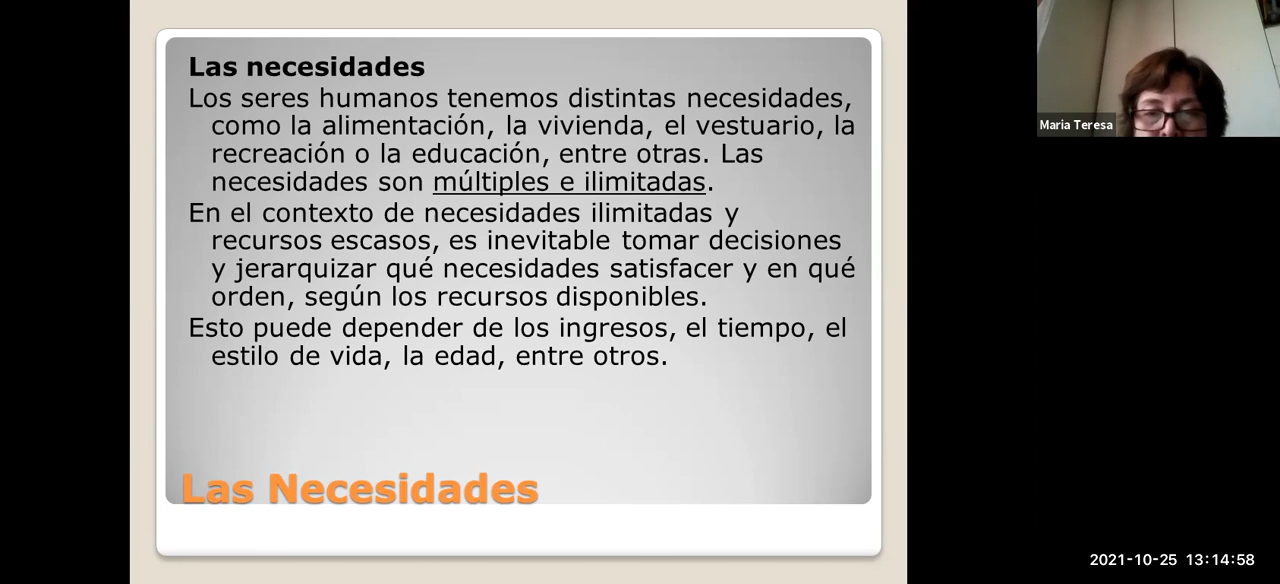 Las necesidades
Los seres humanos tenemos distintas necesidades,
como la alimentación, la vivienda, el vestuario, la
recreación o la educación, entre otras. Las
necesidades son múltiples e ilimitadas.
En el contexto de necesidades ilimitadas y
recursos escasos, es inevitable tomar decisiones
y jerarquizar qué necesidades satisfacer y en qué
orden, según los recursos disponibles.
Esto puede depender de los ingresos, el tiempo, el
estilo de vida, la edad, entre otros.
Las Necesidades
Maria Teresa
2021-10-25 13:14:58